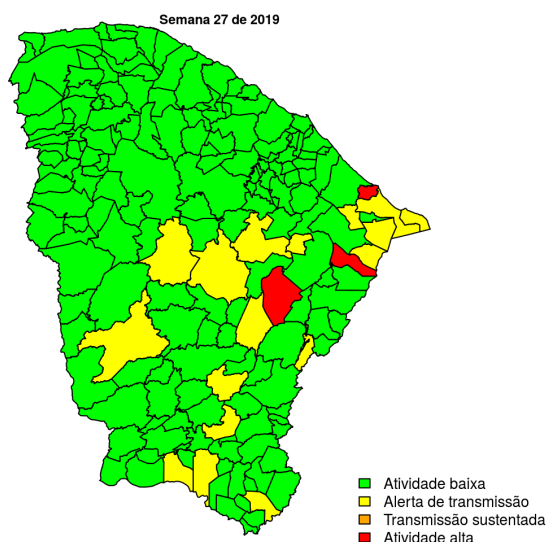 Semana 27 de 2019
Atividade baixa
Alerta de transmissão
Transmissão sustentada
Atividade alta